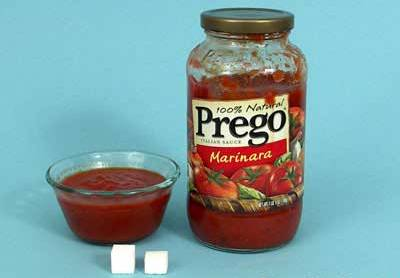 100% Natural
Prego
ITALIAN SAUCE
Marinara